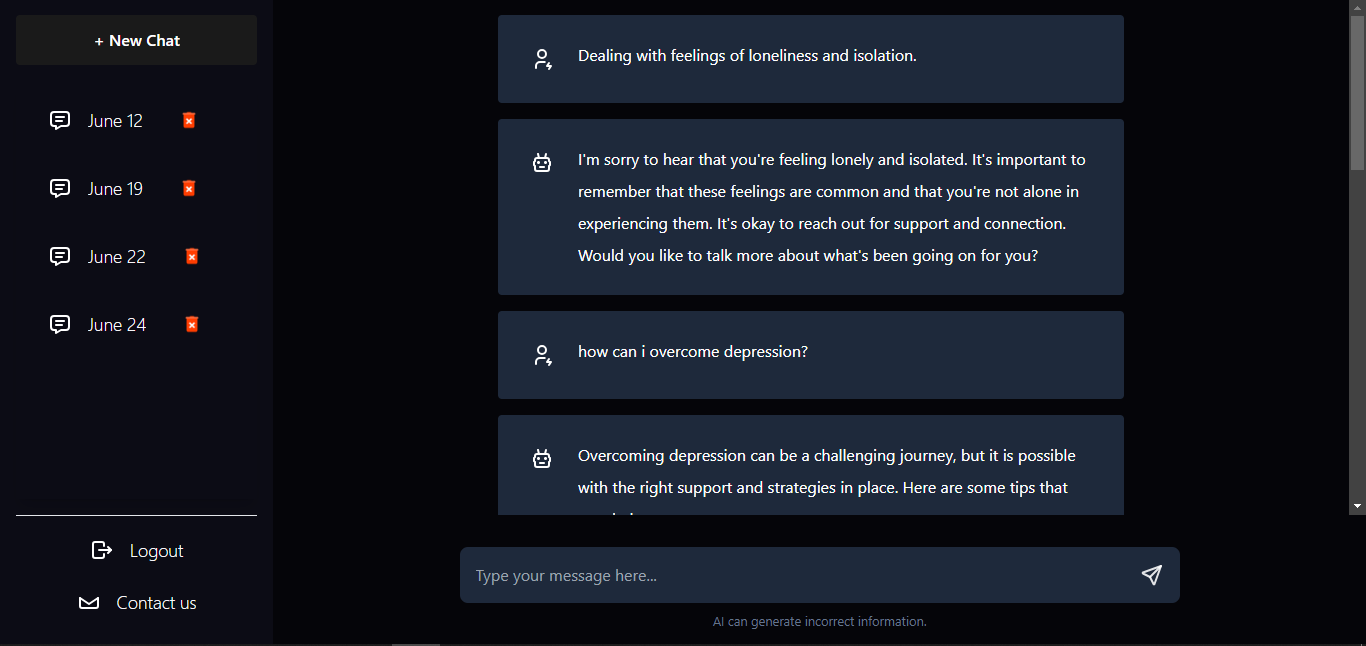 + New Chat
June 12
June 19
June 22
June 24
Logout
Contact us
Dealing with feelings of loneliness and isolation.
I'm sorry to hear that you're feeling lonely and isolated. It's important to
remember that these feelings are common and that you're not alone in
experiencing them. It's okay to reach out for support and connection.
Would you like to talk more about what's been going on for you?
how can i overcome depression?
Overcoming depression can be a challenging journey, but it is possible
with the right support and strategies in place. Here are some tips that
Type your message here...
AI can generate incorrect information.